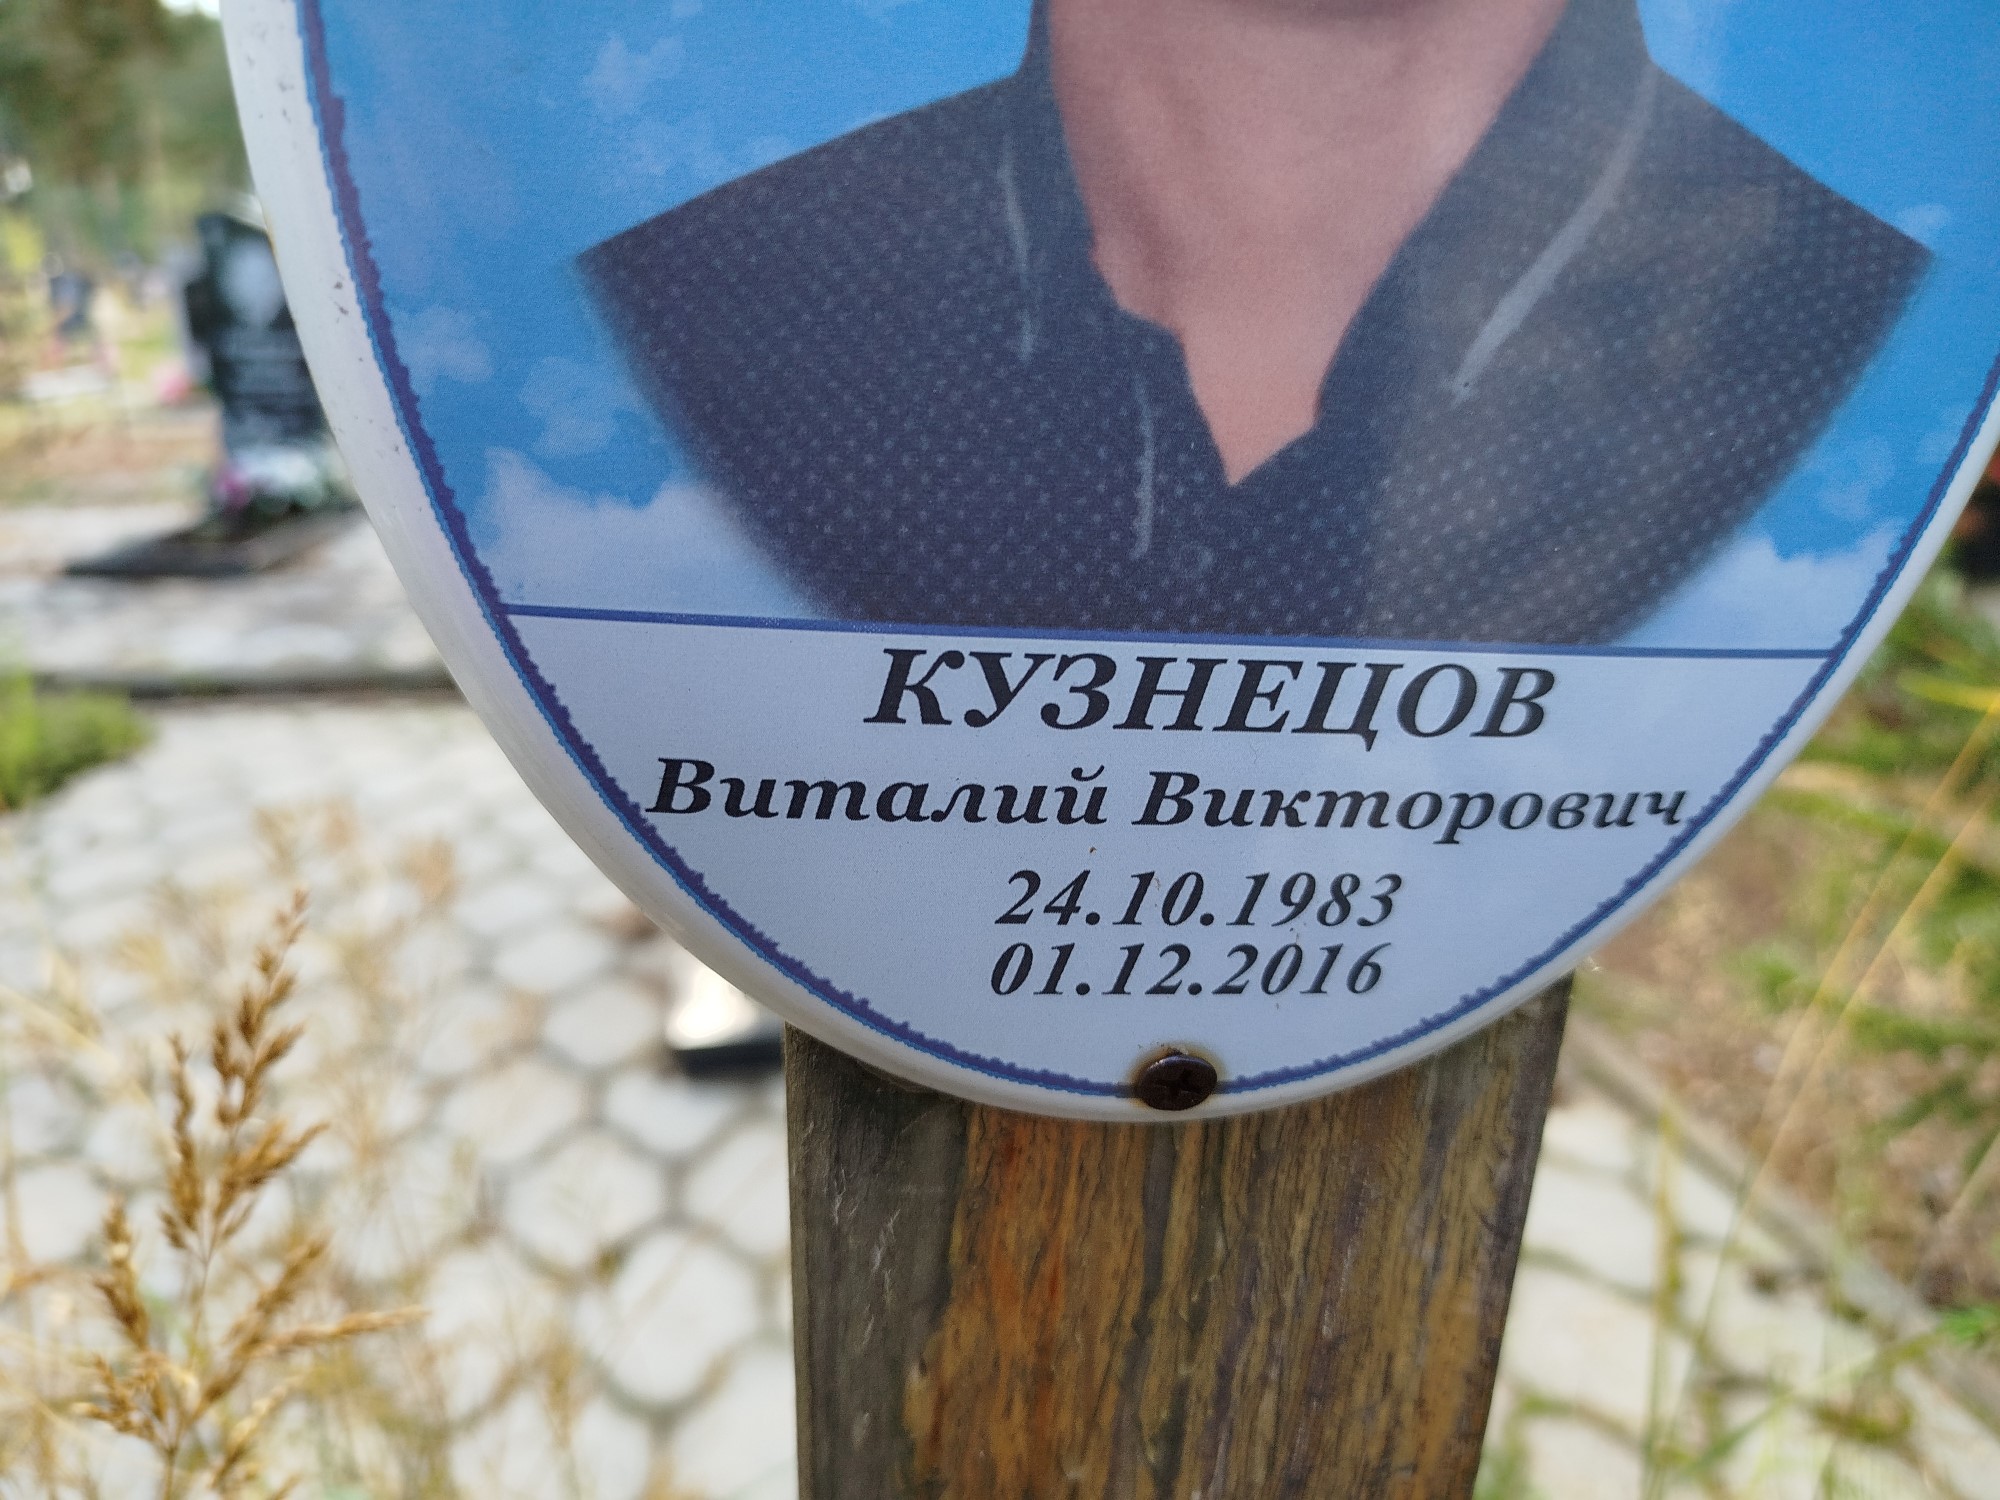 КУЗНЕЦОВ
Виталий Викторович
24.10.1983
01.12.2016